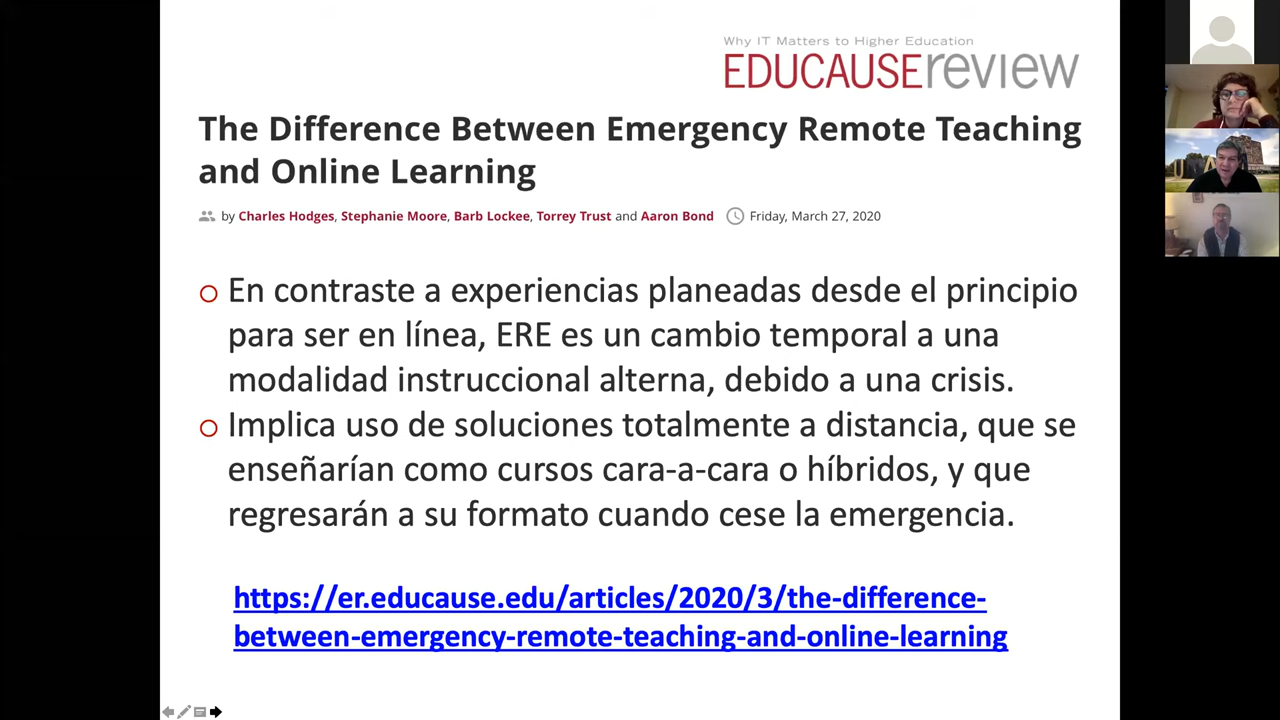 Why IT Matters to Higher Education
EDUCAUSEreview
The Difference Between Emergency Remote Teaching
and Online Learning
by Charles Hodges, Stephanie Moore, Barb Lockee, Torrey Trust and Aaron Bond Friday, March 27, 2020
En contraste a experiencias planeadas desde el principio
para ser en línea, ERE es un cambio temporal a una
modalidad instruccional alterna, debido a una crisis.
Implica uso de soluciones totalmente a distancia, que se
enseñarían como cursos cara-a-cara o híbridos, y que
regresarán a su formato cuando cese la emergencia.
https://er.educause.edu/articles/2020/3/the-difference-
between-emergency-remote-teaching-and-online-learning